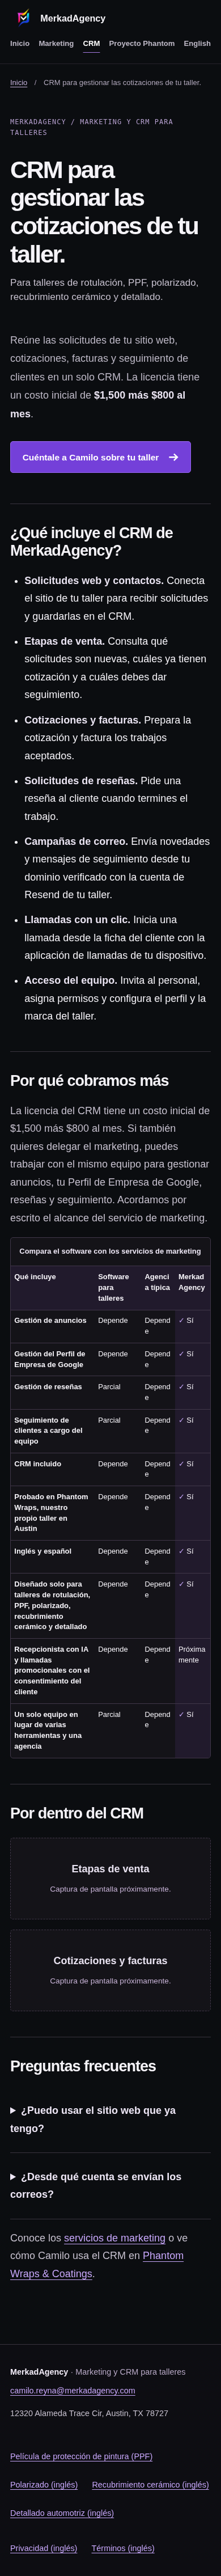 MerkadAgency
Inicio Marketing CRM Proyecto Phantom English
Inicio / CRM para gestionar las cotizaciones de tu taller.
MERKADAGENCY / MARKETING Y CRM PARA
TALLERES
CRM para
gestionar las
cotizaciones de tu
taller.
Para talleres de rotulación, PPF, polarizado,
recubrimiento cerámico y detallado.
Reúne las solicitudes de tu sitio web,
cotizaciones, facturas y seguimiento de
clientes en un solo CRM. La licencia tiene
un costo inicial de $1,500 más $800 al
mes.
Cuéntale a Camilo sobre tu taller →
¿Qué incluye el CRM de
MerkadAgency?
• Solicitudes web y contactos. Conecta
el sitio de tu taller para recibir solicitudes
y guardarlas en el CRM.
• Etapas de venta. Consulta qué
solicitudes son nuevas, cuáles ya tienen
cotización y a cuáles debes dar
seguimiento.
• Cotizaciones y facturas. Prepara la
cotización y factura los trabajos
aceptados.
• Solicitudes de reseñas. Pide una
reseña al cliente cuando termines el
trabajo.
• Campañas de correo. Envía novedades
y mensajes de seguimiento desde tu
dominio verificado con la cuenta de
Resend de tu taller.
• Llamadas con un clic. Inicia una
llamada desde la ficha del cliente con la
aplicación de llamadas de tu dispositivo.
• Acceso del equipo. Invita al personal,
asigna permisos y configura el perfil y la
marca del taller.
Por qué cobramos más
La licencia del CRM tiene un costo inicial de
$1,500 más $800 al mes. Si también
quieres delegar el marketing, puedes
trabajar con el mismo equipo para gestionar
anuncios, tu Perfil de Empresa de Google,
reseñas y seguimiento. Acordamos por
escrito el alcance del servicio de marketing.
Compara el software con los servicios de marketing
Qué incluye Software para talleres Agencia típica MerkadAgency
Gestión de anuncios Depende Depende ✓ Sí
Gestión del Perfil de Empresa de Google Depende Depende ✓ Sí
Gestión de reseñas Parcial Depende ✓ Sí
Seguimiento de clientes a cargo del equipo Parcial Depende ✓ Sí
CRM incluido Depende Depende ✓ Sí
Probado en Phantom Wraps, nuestro propio taller en Austin Depende Depende ✓ Sí
Inglés y español Depende Depende ✓ Sí
Diseñado solo para talleres de rotulación, PPF, polarizado, recubrimiento cerámico y detallado Depende Depende ✓ Sí
Recepcionista con IA y llamadas promocionales con el consentimiento del cliente Depende Depende Próximamente
Un solo equipo en lugar de varias herramientas y una agencia Parcial Depende ✓ Sí
Por dentro del CRM
Etapas de venta
Captura de pantalla próximamente.
Cotizaciones y facturas
Captura de pantalla próximamente.
Preguntas frecuentes
▶ ¿Puedo usar el sitio web que ya
tengo?
▶ ¿Desde qué cuenta se envían los
correos?
Conoce los servicios de marketing o ve
cómo Camilo usa el CRM en Phantom
Wraps & Coatings.
MerkadAgency · Marketing y CRM para talleres
camilo.reyna@merkadagency.com
12320 Alameda Trace Cir, Austin, TX 78727
Película de protección de pintura (PPF)
Polarizado (inglés) Recubrimiento cerámico (inglés)
Detallado automotriz (inglés)
Privacidad (inglés) Términos (inglés)